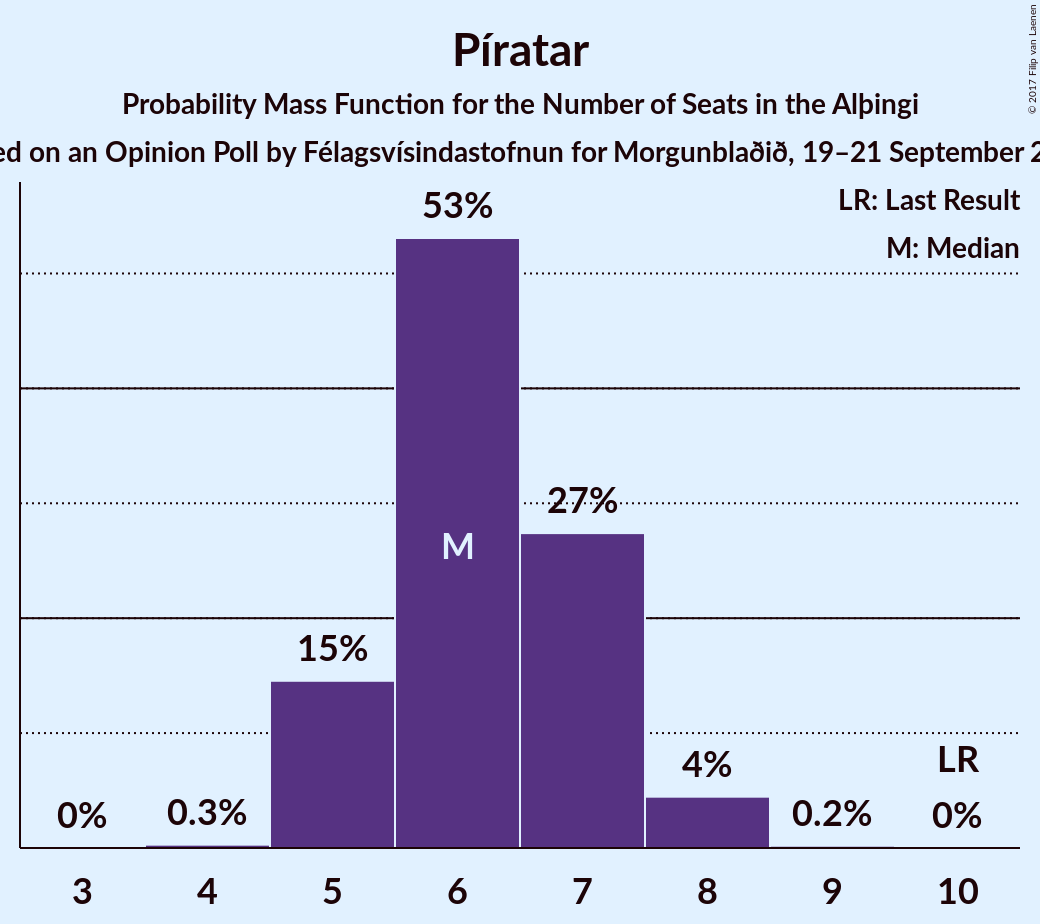 Píratar
Probability Mass Function for the Number of Seats in the Alþingi
on an Opinion Poll by Félagsvísindastofnun for Morgunblaðið, 19–21 September
LR: Last Result
M: Median
53%
27%
M
15%
4%
LR
0% 0.3% 0.2% 0%
3 4 5 6 7 8 9 10
© 2017 Filip van Laenen